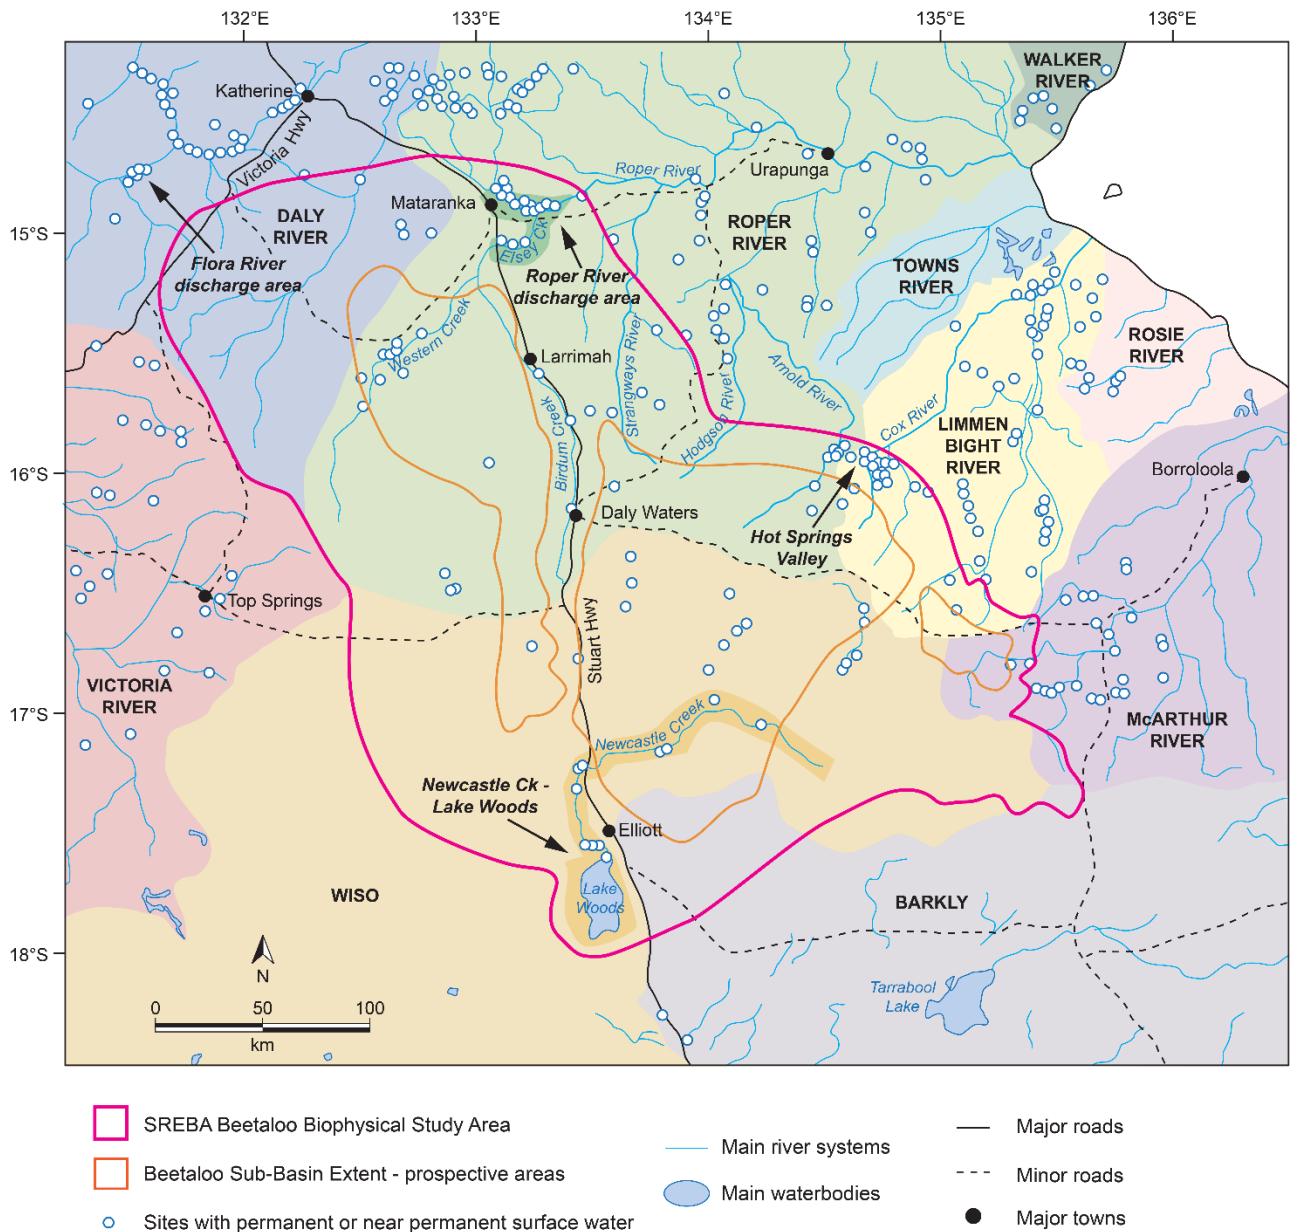 132°E 133°E 134°E 135°E 136°E
15°S
16°S
17°S
18°S
WALKER
RIVER
Katherine
Victoria Hwy
Urapunga
Roper River
Mataranka
DALY
RIVER
ROPER
RIVER
Elsey Ck
Flora River
discharge area
Roper River
discharge area
TOWNS
RIVER
Western Creek
Larrimah
Strangways River
Arnold River
ROSIE
RIVER
Birdum Creek
Hodgson River
Cox River
LIMMEN
BIGHT
RIVER
Borroloola
Daly Waters
Hot Springs
Valley
Top Springs
Stuart Hwy
VICTORIA
RIVER
McARTHUR
RIVER
Newcastle Creek
Newcastle Ck -
Lake Woods
Elliott
WISO
Lake
Woods
BARKLY
Tarrabool
Lake
N
0 50 100
km
SREBA Beetaloo Biophysical Study Area
Beetaloo Sub-Basin Extent - prospective areas
Sites with permanent or near permanent surface water
Main river systems
Main waterbodies
Major roads
Minor roads
Major towns